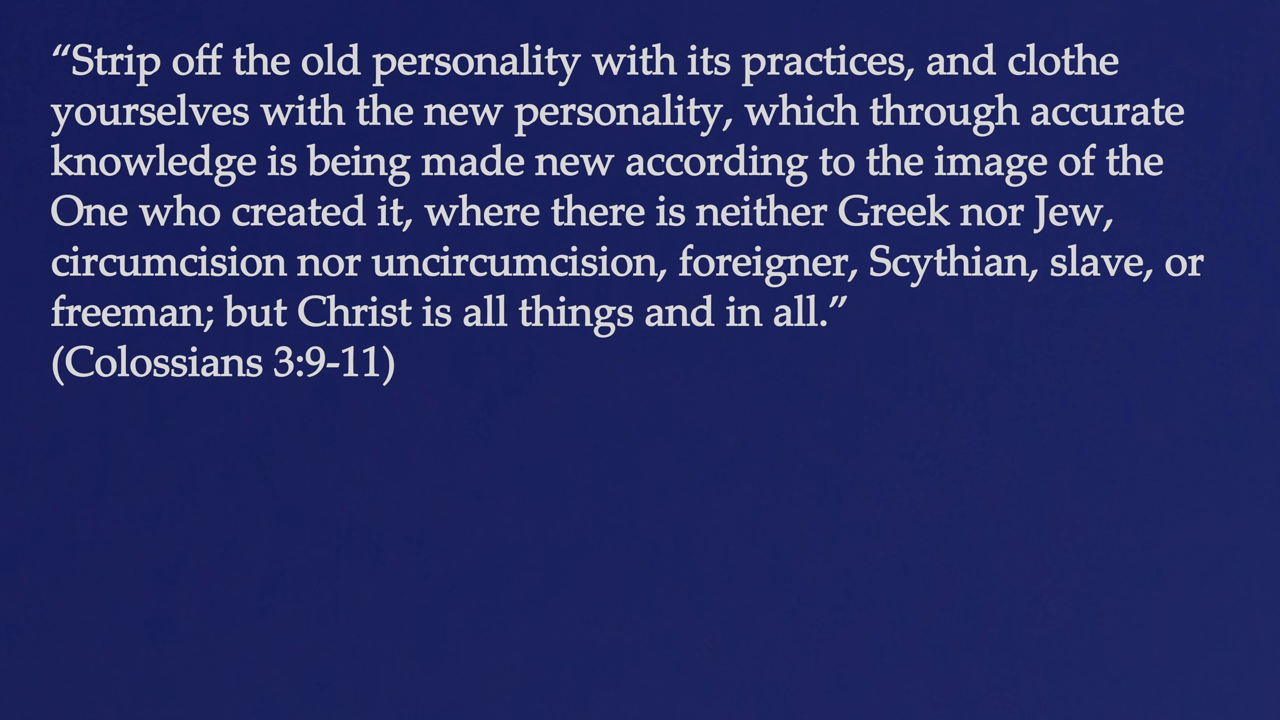 “Strip off the old personality with its practices, and clothe
yourselves with the new personality, which through accurate
knowledge is being made new according to the image of the
One who created it, where there is neither Greek nor Jew,
circumcision nor uncircumcision, foreigner, Scythian, slave, or
freeman; but Christ is all things and in all.”
(Colossians 3:9-11)